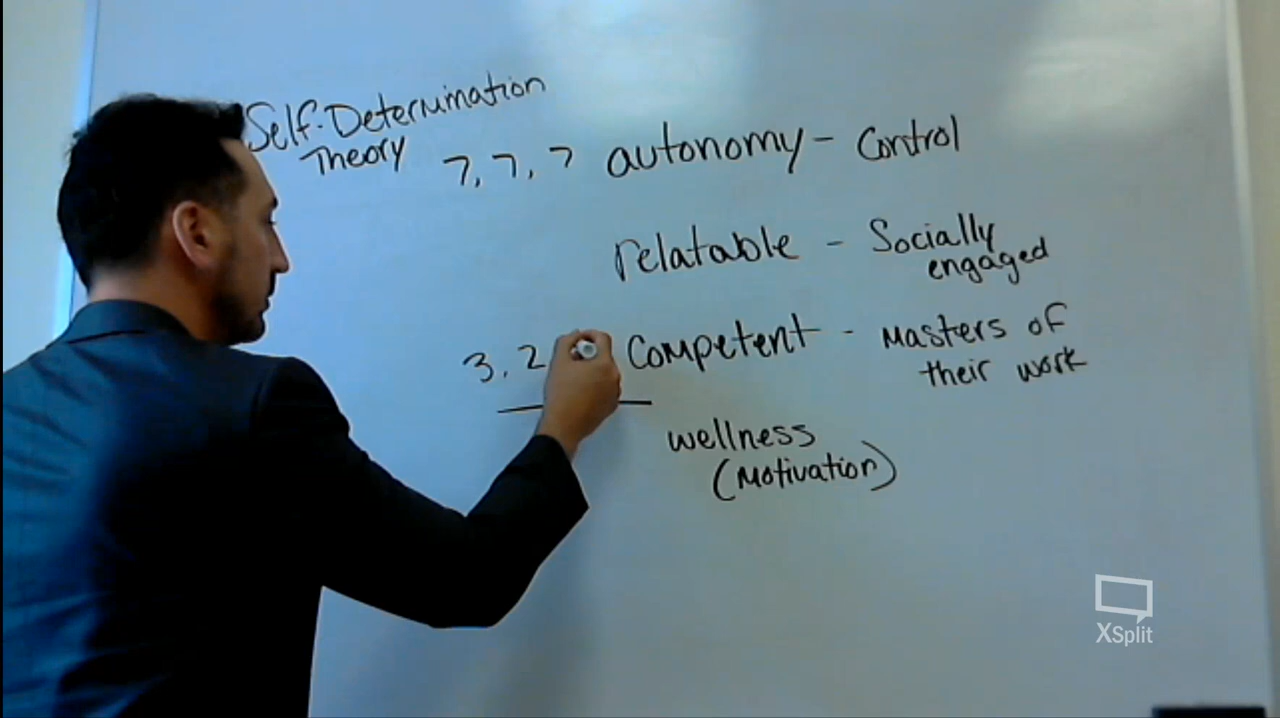 Self-Determination
Theory
7, 7, 7 autonomy - Control
relatable - Socially
engaged
3, 2 Competent - Masters of
their work
wellness
(Motivation)
XSplit